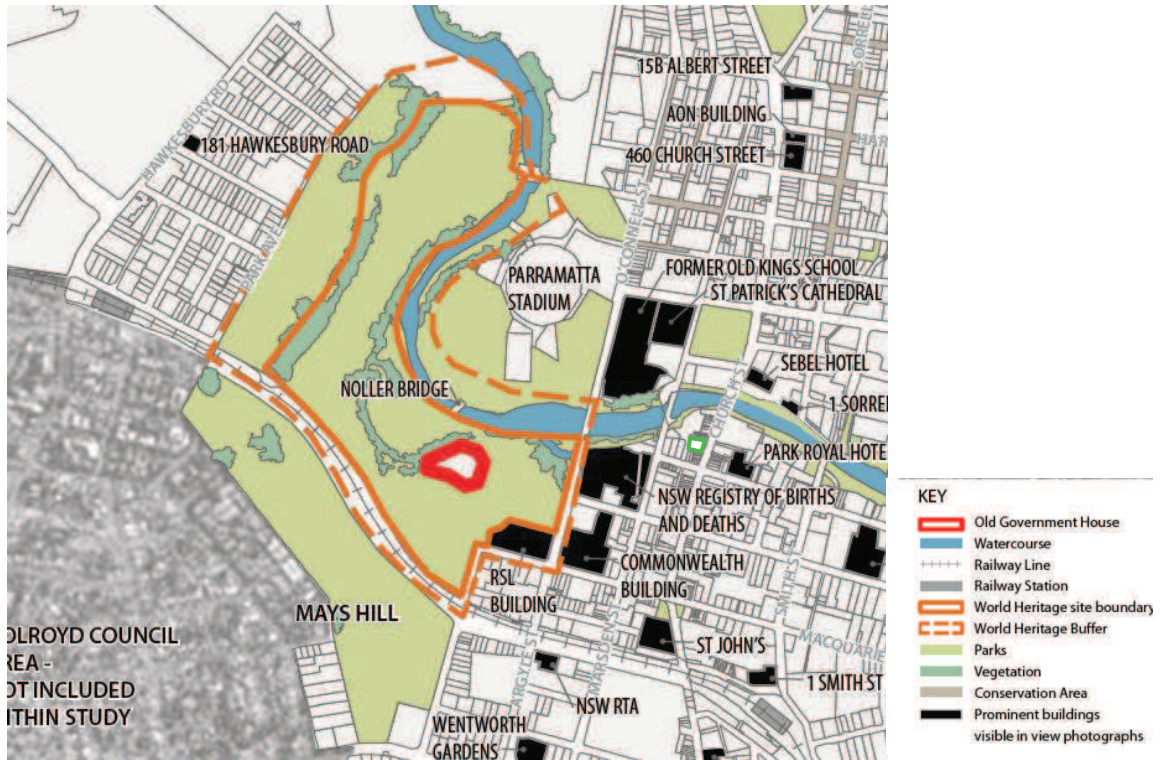 15B ALBERT STREET
SORRELL
AON BUILDING
HAR
HAWKESBURY RD
181 HAWKESBURY ROAD
460 CHURCH STREET
PARK AVE
O'CONNELL ST
PARRAMATTA
STADIUM
FORMER OLD KINGS SCHOOL
ST PATRICK'S CATHEDRAL
NOLLER BRIDGE
SEBEL HOTEL
CHURCH ST
1 SORREL
PARK ROYAL HOTE
NSW REGISTRY OF BIRTHS
AND DEATHS
RSL
BUILDING
COMMONWEALTH
BUILDING
SMITH ST
MAYS HILL
MACQUARIE
OLROYD COUNCIL
REA -
OT INCLUDED
ITHIN STUDY
ARGYLE S
MARSDEN S
ST JOHN'S
1 SMITH ST
NSW RTA
WENTWORTH
GARDENS
KEY
Old Government House
Watercourse
Railway Line
Railway Station
World Heritage site boundary
World Heritage Buffer
Parks
Vegetation
Conservation Area
Prominent buildings
visible in view photographs